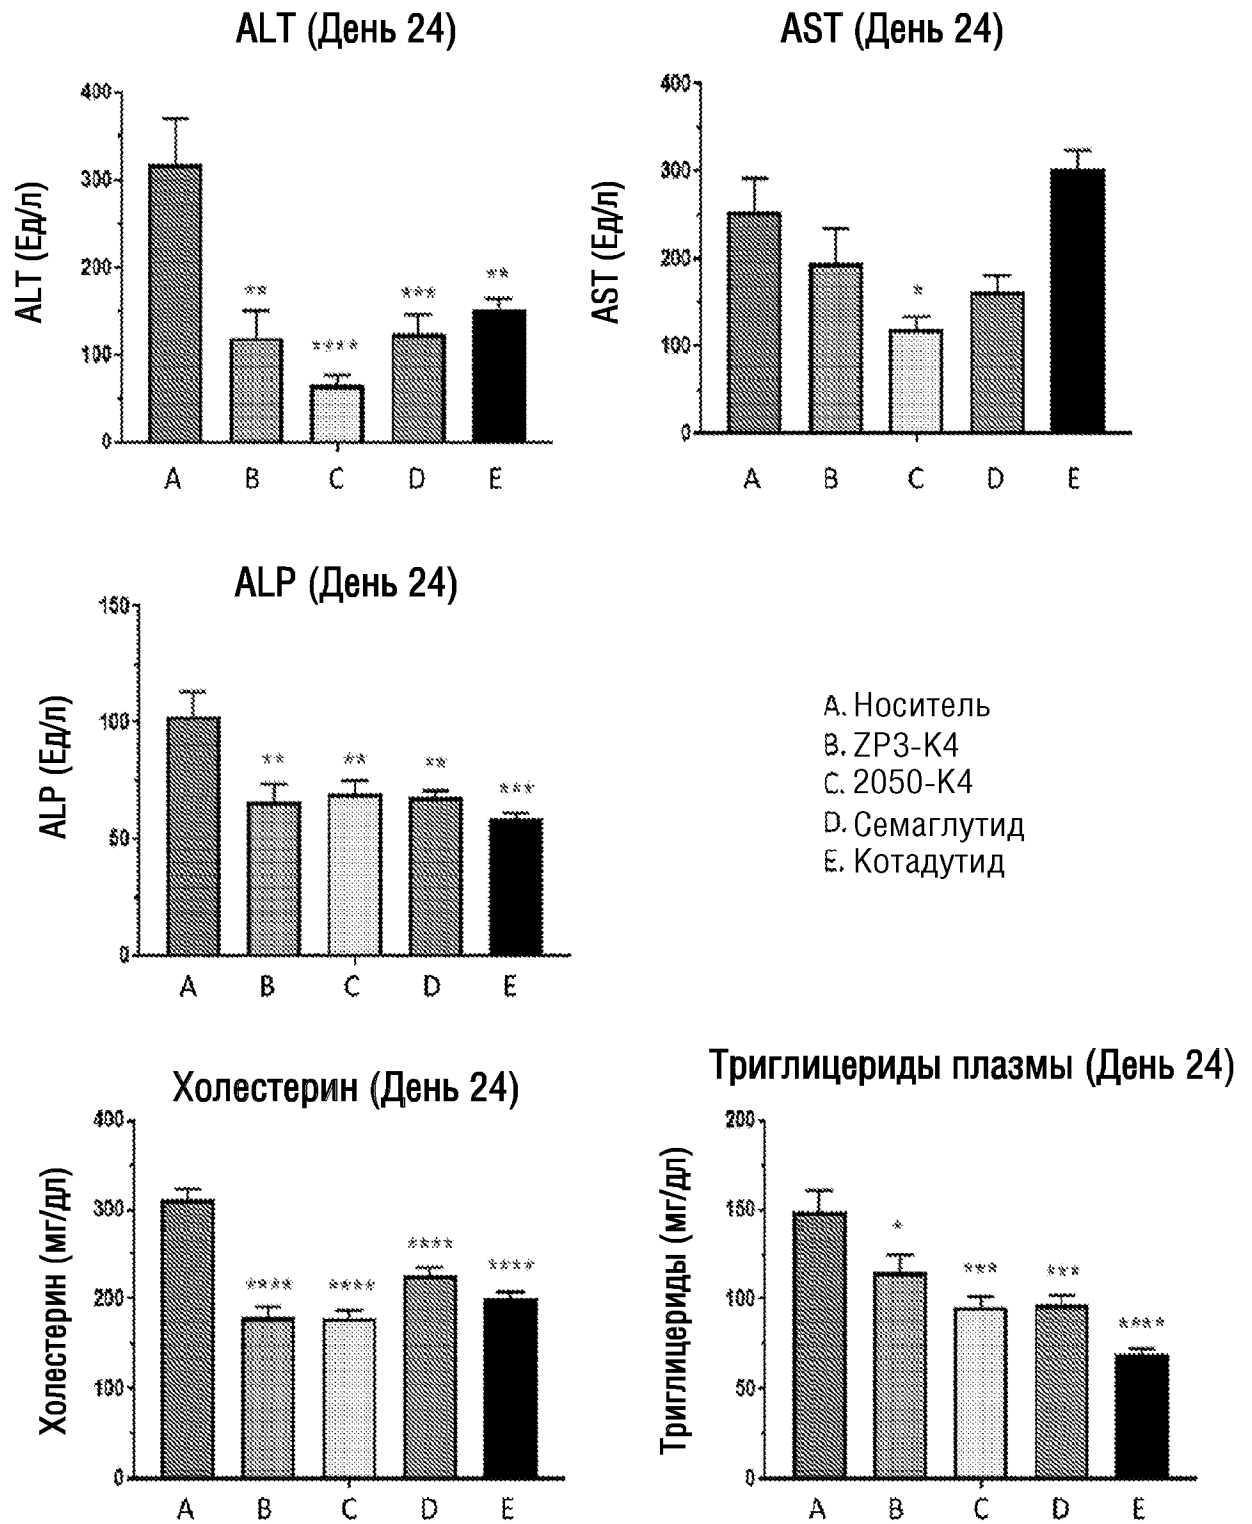 ALT (День 24)
ALT (Ед/л)
400
300
200
100
0
**
****
***
**
A B C D E
AST (День 24)
AST (Ед/л)
400
300
200
100
0
*
A B C D E
ALP (День 24)
ALP (Ед/л)
150
100
50
0
**
**
**
***
A B C D E
A. Носитель
B. ZP3-K4
C. 2050-K4
D. Семаглутид
E. Котадутид
Холестерин (День 24)
Холестерин (мг/дл)
400
300
200
100
0
****
****
****
****
A B C D E
Триглицериды плазмы (День 24)
Триглицериды (мг/дл)
200
150
100
50
0
*
***
***
****
A B C D E